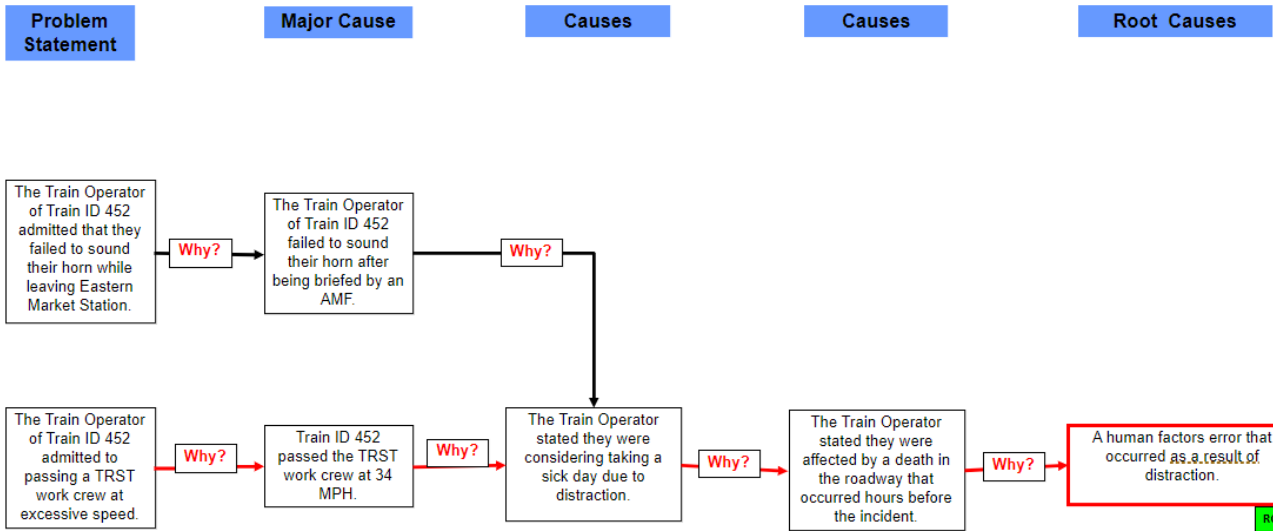 Problem
Statement
Major Cause
Causes
Causes
Root Causes
The Train Operator
of Train ID 452
admitted that they
failed to sound
their horn while
leaving Eastern
Market Station.
Why?
The Train Operator
of Train ID 452
failed to sound
their horn after
being briefed by an
AMF.
Why?
The Train Operator
of Train ID 452
admitted to
passing a TRST
work crew at
excessive speed.
Why?
Train ID 452
passed the TRST
work crew at 34
MPH.
Why?
The Train Operator
stated they were
considering taking a
sick day due to
distraction.
Why?
The Train Operator
stated they were
affected by a death in
the roadway that
occurred hours before
the incident.
Why?
A human factors error that
occurred as a result of
distraction.